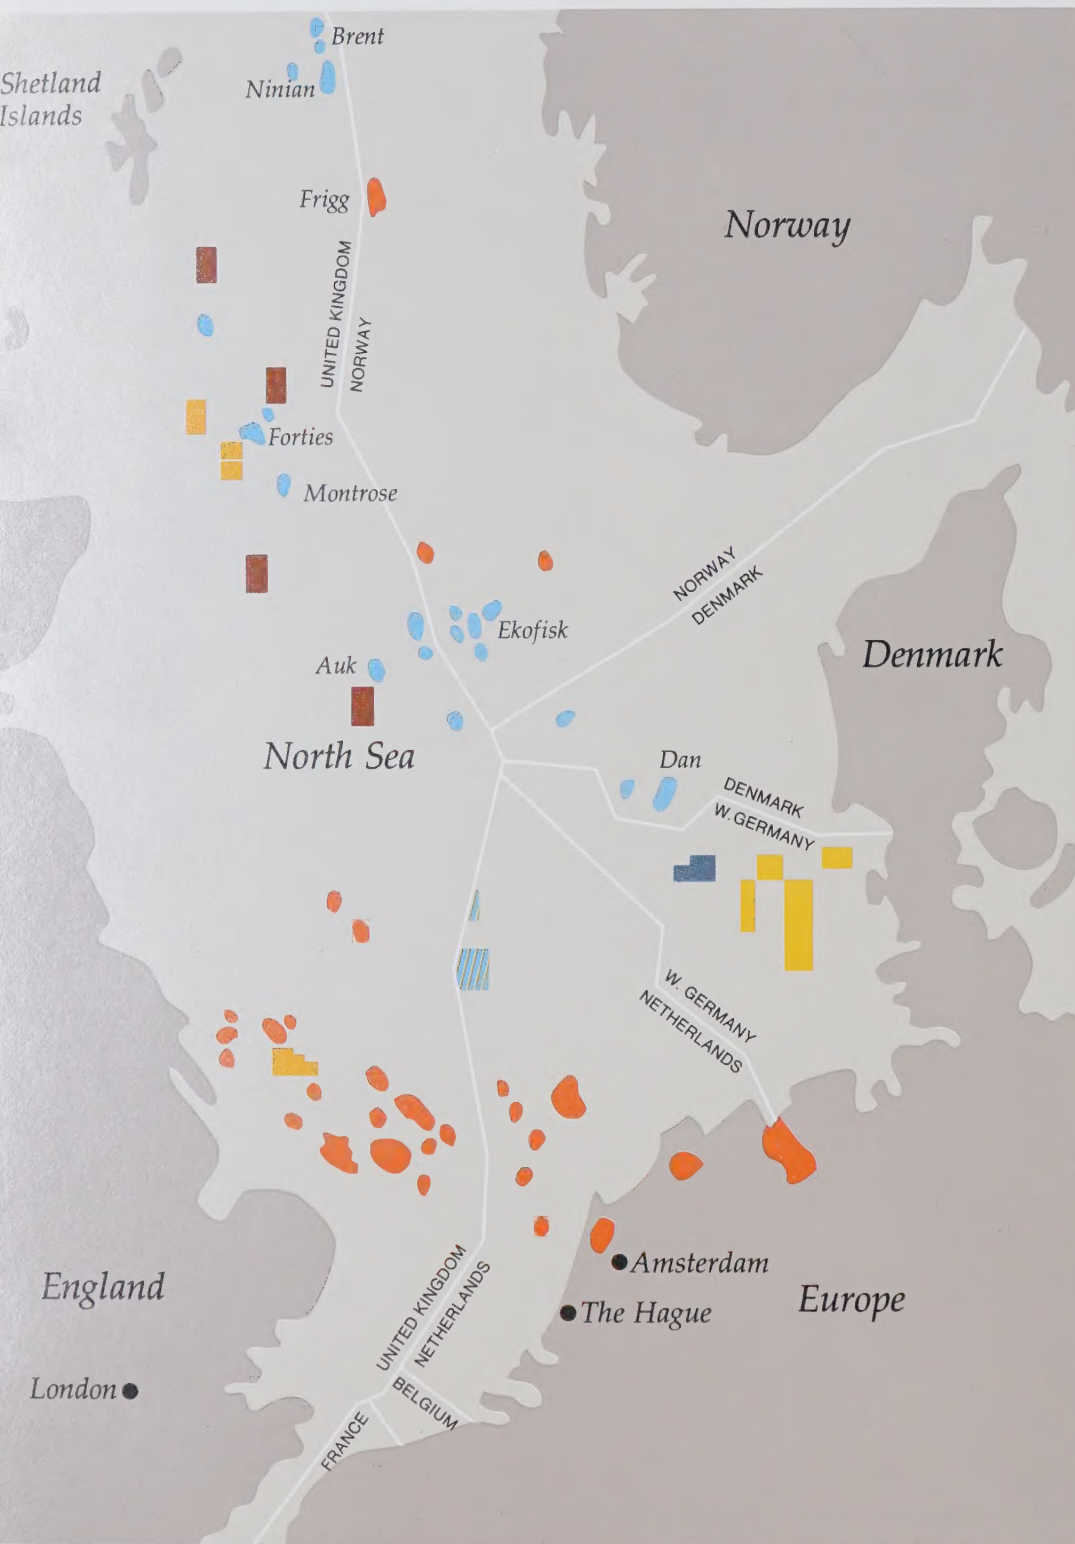 Brent
Shetland
Islands
Ninian
Frigg
Norway
UNITED KINGDOM
NORWAY
Forties
Montrose
NORWAY
DENMARK
Ekofisk
Auk
Denmark
North Sea
Dan
DENMARK
W. GERMANY
W. GERMANY
NETHERLANDS
England
UNITED KINGDOM
NETHERLANDS
Amsterdam
Europe
The Hague
London
BELGIUM
FRANCE